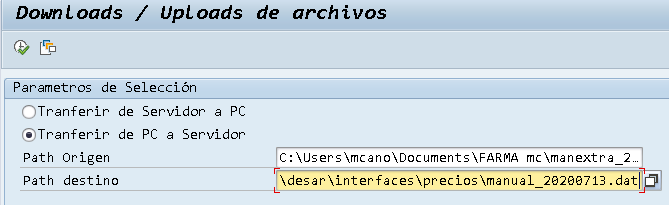 Downloads / Uploads de archivos
Parametros de Selección
Tranferir de Servidor a PC
Tranferir de PC a Servidor
Path Origen C:\Users\mcano\Documents\FARMA mc\manextra_2…
Path destino \desar\interfaces\precios\manual_20200713.dat